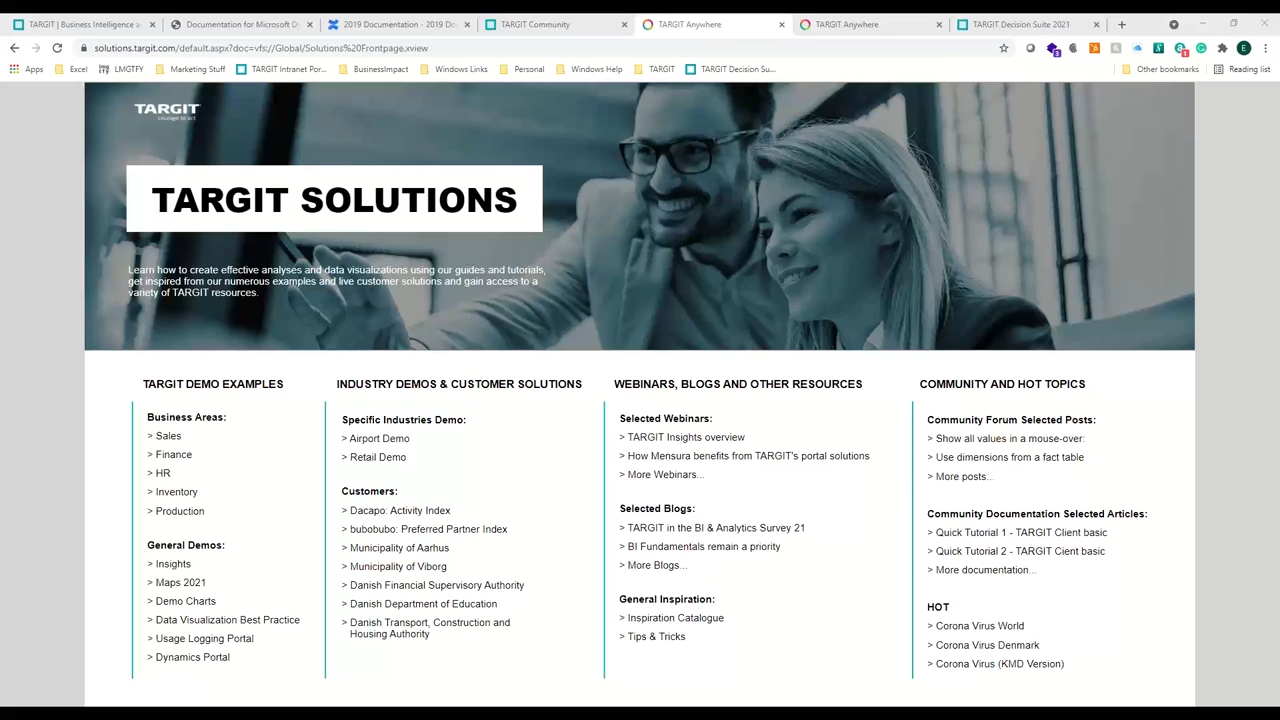 TARGIT | Business Intelligence a
Documentation for Microsoft D
2019 Documentation - 2019 Do
TARGIT Community
TARGIT Anywhere
TARGIT Anywhere
TARGIT Decision Suite 2021
solutions.targit.com/default.aspx?doc=vfs://Global/Solutions%20Frontpage.xview
Apps
Excel
LMGTFY
Marketing Stuff
TARGIT Intranet Por...
BusinessImpact
Windows Links
Personal
Windows Help
TARGIT
TARGIT Decision Su...
Other bookmarks
Reading list
TARGIT
courage to act
TARGIT SOLUTIONS
Learn how to create effective analyses and data visualizations using our guides and tutorials,
get inspired from our numerous examples and live customer solutions and gain access to a
variety of TARGIT resources.
TARGIT DEMO EXAMPLES
Business Areas:
> Sales
> Finance
> HR
> Inventory
> Production
General Demos:
> Insights
> Maps 2021
> Demo Charts
> Data Visualization Best Practice
> Usage Logging Portal
> Dynamics Portal
INDUSTRY DEMOS & CUSTOMER SOLUTIONS
Specific Industries Demo:
> Airport Demo
> Retail Demo
Customers:
> Dacapo: Activity Index
> bubobubo: Preferred Partner Index
> Municipality of Aarhus
> Municipality of Viborg
> Danish Financial Supervisory Authority
> Danish Department of Education
> Danish Transport, Construction and
Housing Authority
WEBINARS, BLOGS AND OTHER RESOURCES
Selected Webinars:
> TARGIT Insights overview
> How Mensura benefits from TARGIT's portal solutions
> More Webinars...
Selected Blogs:
> TARGIT in the BI & Analytics Survey 21
> BI Fundamentals remain a priority
> More Blogs...
General Inspiration:
> Inspiration Catalogue
> Tips & Tricks
COMMUNITY AND HOT TOPICS
Community Forum Selected Posts:
> Show all values in a mouse-over:
> Use dimensions from a fact table
> More posts...
Community Documentation Selected Articles:
> Quick Tutorial 1 - TARGIT Client basic
> Quick Tutorial 2 - TARGIT Cient basic
> More documentation...
HOT
> Corona Virus World
> Corona Virus Denmark
> Corona Virus (KMD Version)